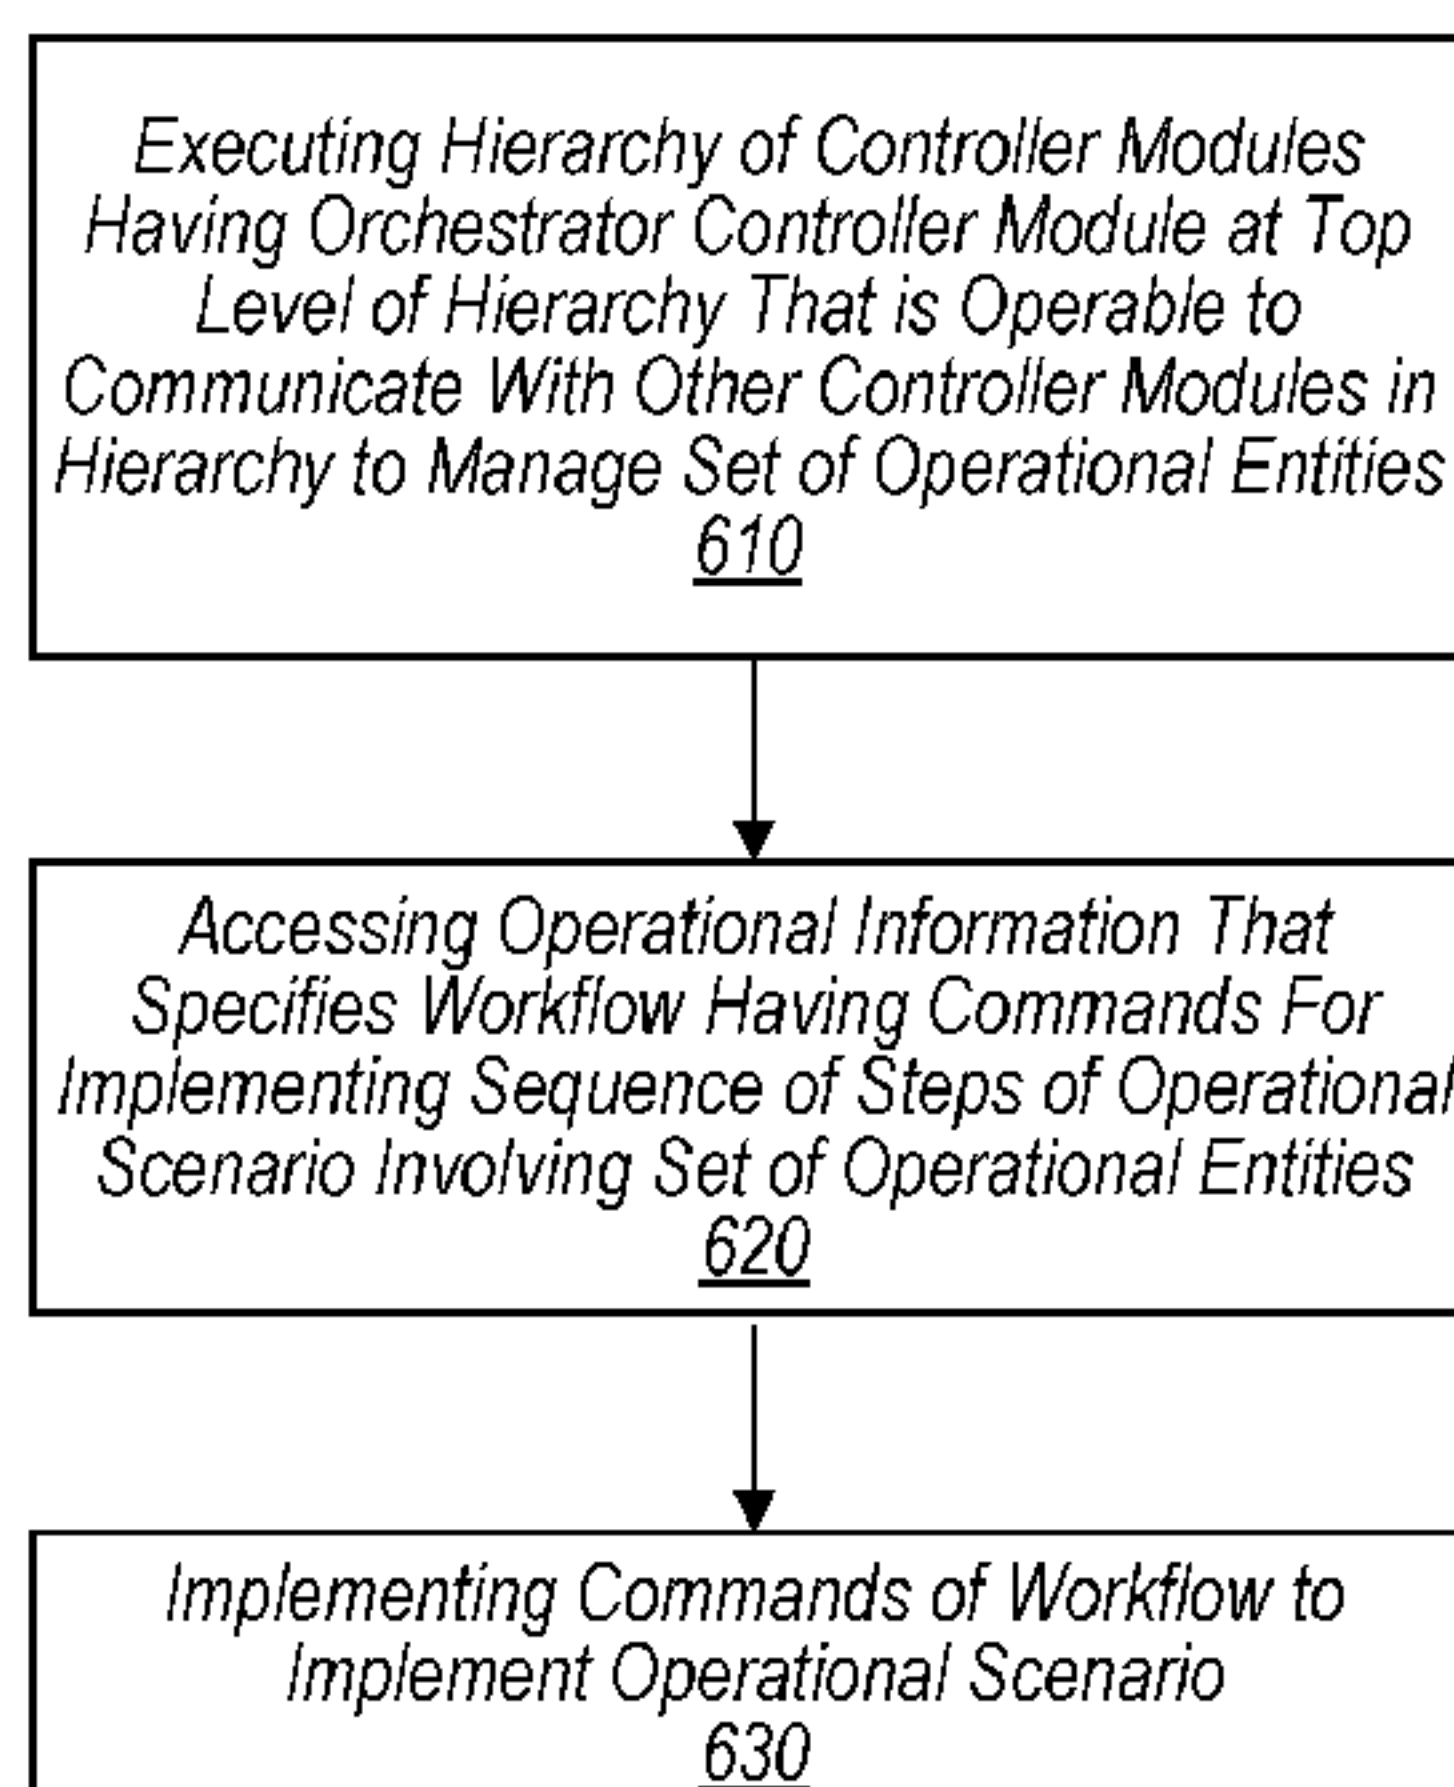 Executing Hierarchy of Controller Modules
Having Orchestrator Controller Module at Top
Level of Hierarchy That is Operable to
Communicate With Other Controller Modules in
Hierarchy to Manage Set of Operational Entities
610
Accessing Operational Information That
Specifies Workflow Having Commands For
Implementing Sequence of Steps of Operational
Scenario Involving Set of Operational Entities
620
Implementing Commands of Workflow to
Implement Operational Scenario
630